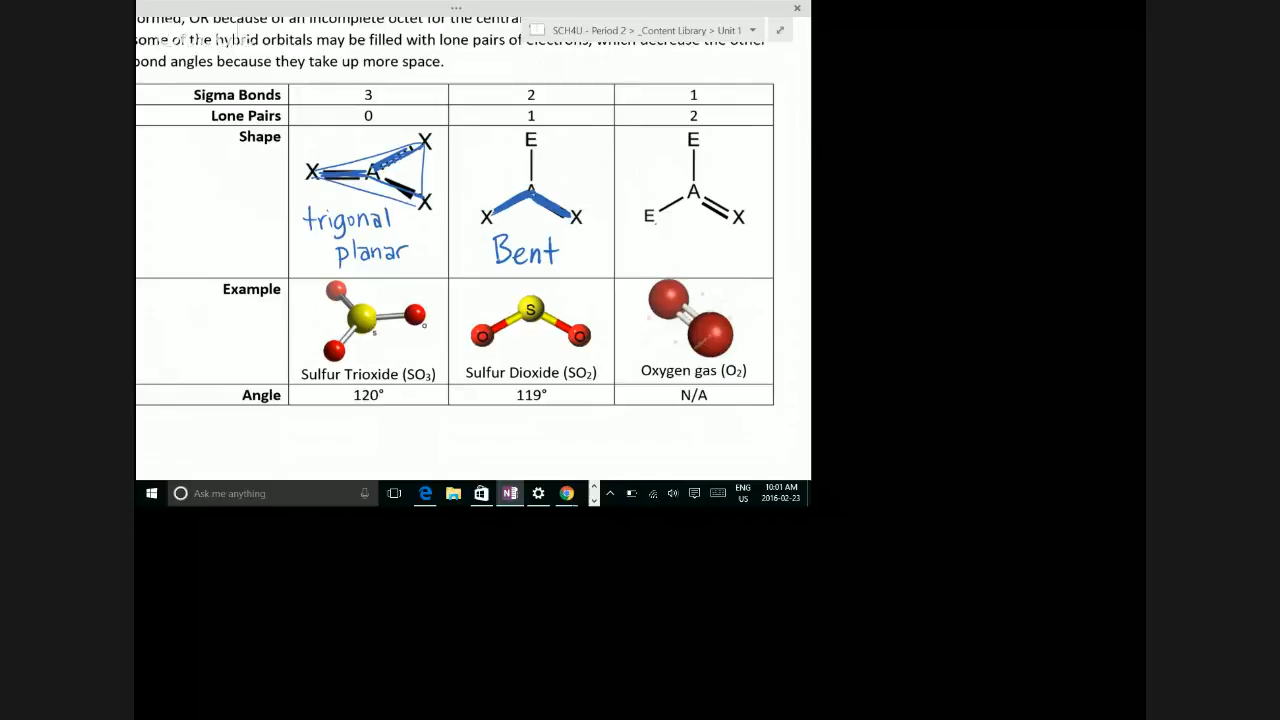 ormed, OR because of an incomplete octet for the centra
SCH4U - Period 2 > _Content Library > Unit 1
some of the hybrid orbitals may be filled with lone pairs of electrons, which decrease the other
bond angles because they take up more space.
Sigma Bonds 3 2 1
Lone Pairs 0 1 2
Shape
X A X X
trigonal
planar
E
A
X X
Bent
E
A
E X
Example
S O
S
O O
Sulfur Trioxide (SO₃) Sulfur Dioxide (SO₂) Oxygen gas (O₂)
Angle 120° 119° N/A
Ask me anything
ENG
US
10:01 AM
2016-02-23